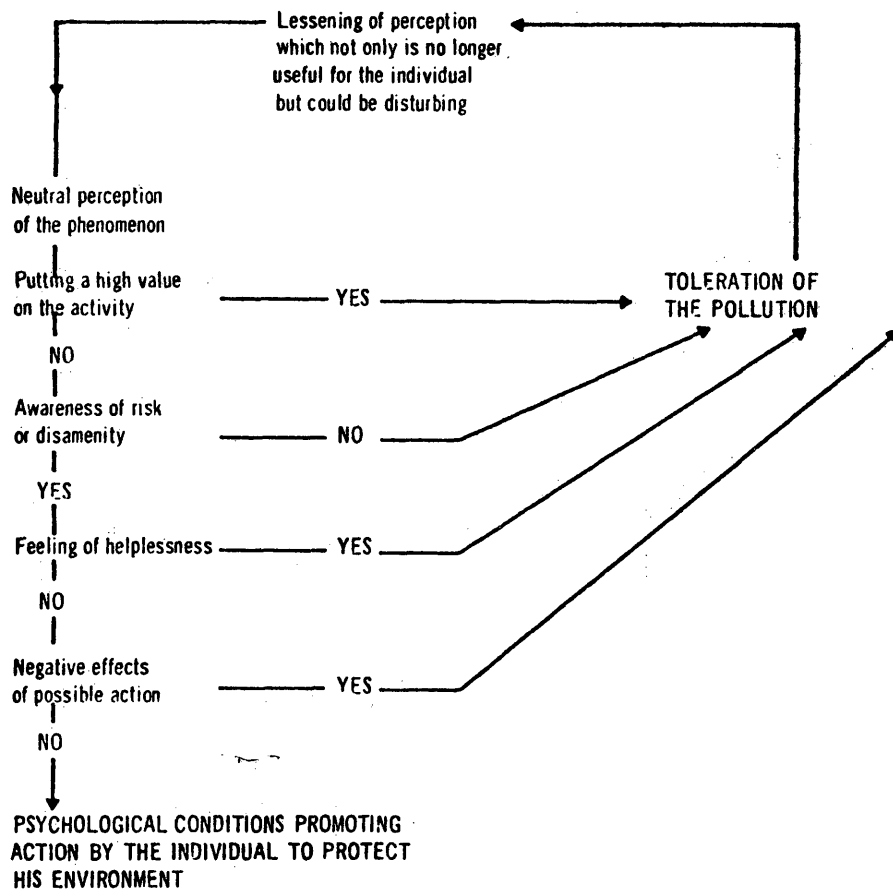 Lessening of perception
which not only is no longer
useful for the individual
but could be disturbing
Neutral perception
of the phenomenon
Putting a high value
on the activity
YES
TOLERATION OF
THE POLLUTION
NO
Awareness of risk
or disamenity
NO
YES
Feeling of helplessness
YES
NO
Negative effects
of possible action
YES
NO
PSYCHOLOGICAL CONDITIONS PROMOTING
ACTION BY THE INDIVIDUAL TO PROTECT
HIS ENVIRONMENT